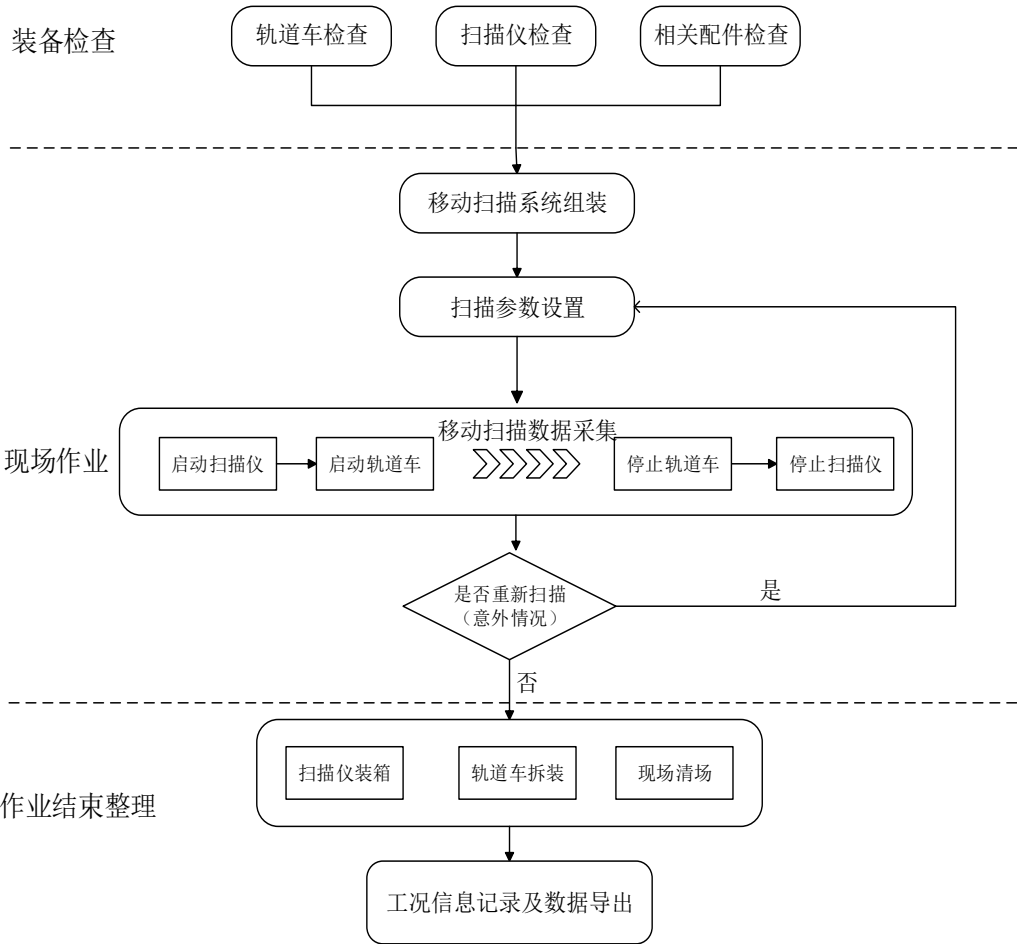 装备检查
轨道车检查
扫描仪检查
相关配件检查
移动扫描系统组装
扫描参数设置
现场作业
移动扫描数据采集
启动扫描仪
启动轨道车
停止轨道车
停止扫描仪
是否重新扫描
（意外情况）
是
否
作业结束整理
扫描仪装箱
轨道车拆装
现场清场
工况信息记录及数据导出